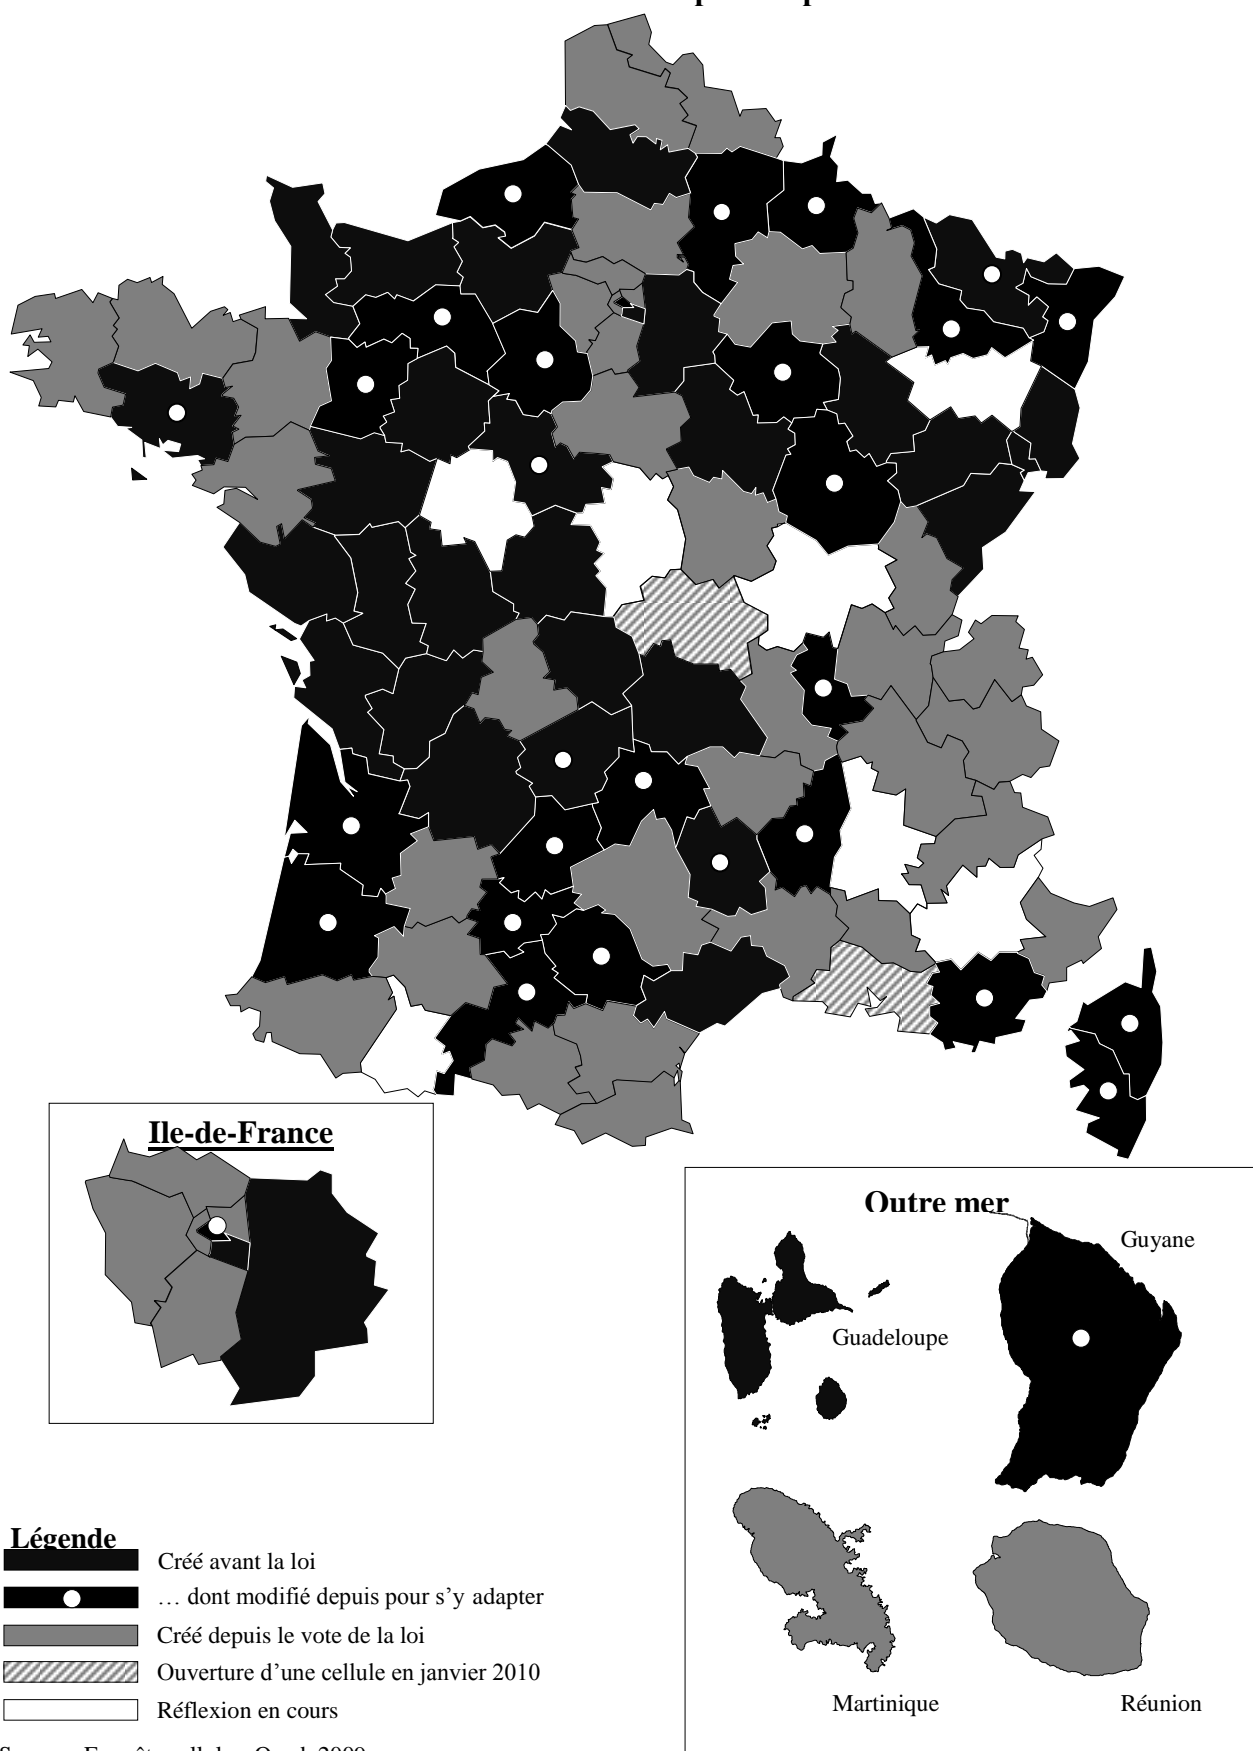 Ile-de-France
Outre mer
Guyane
Guadeloupe
Martinique
Réunion
Légende
Créé avant la loi
… dont modifié depuis pour s’y adapter
Créé depuis le vote de la loi
Ouverture d’une cellule en janvier 2010
Réflexion en cours